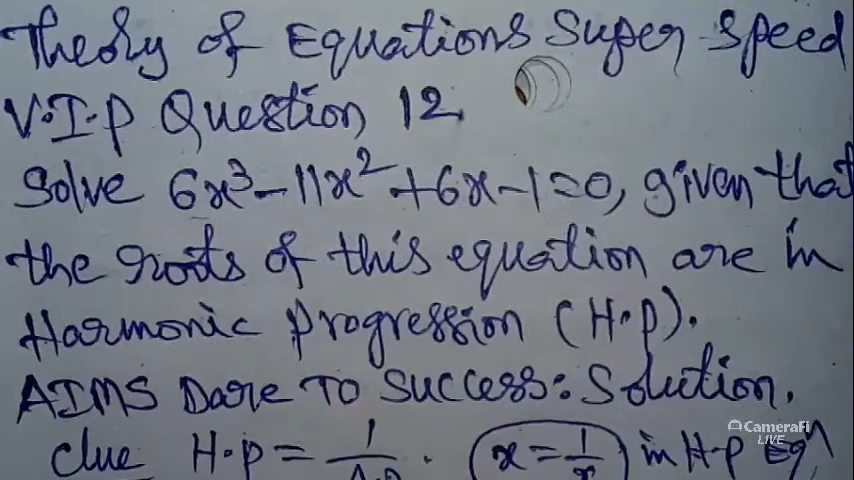 Theory of Equations Super Speed
V.I.P Question 12.
Solve 6x³-11x²+6x-1=0, given that
the roots of this equation are in
Harmonic Progression (H.P).
AIMS Dare To Success: Solution.
CameraFi
LIVE
Clue H.P = 1/A.P. x = 1/x in H.P Eqn